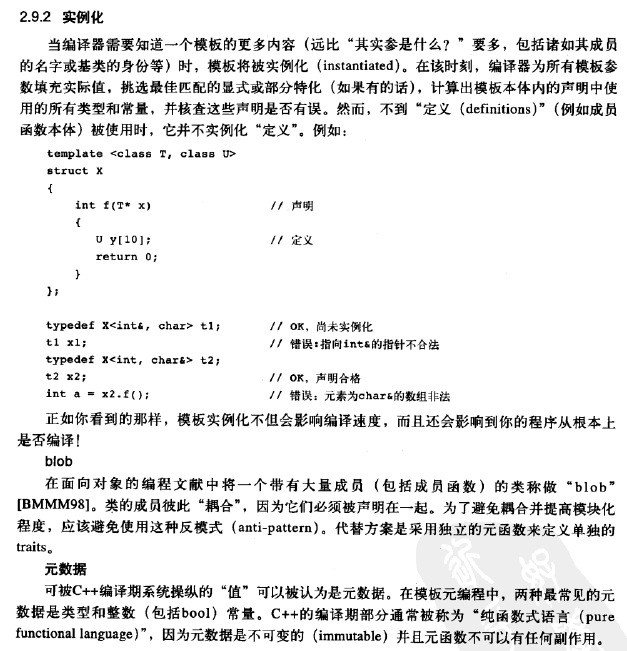 2.9.2 实例化
当编译器需要知道一个模板的更多内容（远比“其实参是什么？”要多，包括诸如其成员
的名字或基类的身份等）时，模板将被实例化（instantiated）。在该时刻，编译器为所有模板参
数填充实际值，挑选最佳匹配的显式或部分特化（如果有的话），计算出模板本体内的声明中使
用的所有类型和常量，并核查这些声明是否有误。然而，不到“定义（definitions）”（例如成员
函数本体）被使用时，它并不实例化“定义”。例如：
template <class T, class U>
struct X
{
int f(T* x) // 声明
{
U y[10]; // 定义
return 0;
}
};
typedef X<int&, char> t1; // OK，尚未实例化
t1 x1; // 错误：指向int&的指针不合法
typedef X<int, char&> t2;
t2 x2; // OK，声明合格
int a = x2.f(); // 错误：元素为char&的数组非法
正如你看到的那样，模板实例化不但会影响编译速度，而且还会影响到你的程序从根本上
是否编译！
blob
在面向对象的编程文献中将一个带有大量成员（包括成员函数）的类称做“blob”
[BMMM98]。类的成员彼此“耦合”，因为它们必须被声明在一起。为了避免耦合并提高模块化
程度，应该避免使用这种反模式（anti-pattern）。代替方案是采用独立的元函数来定义单独的
traits。
元数据
可被C++编译期系统操纵的“值”可以被认为是元数据。在模板元编程中，两种最常见的元
数据是类型和整数（包括bool）常量。C++的编译期部分通常被称为“纯函数式语言（pure
functional language）”，因为元数据是不可变的（immutable）并且元函数不可以有任何副作用。